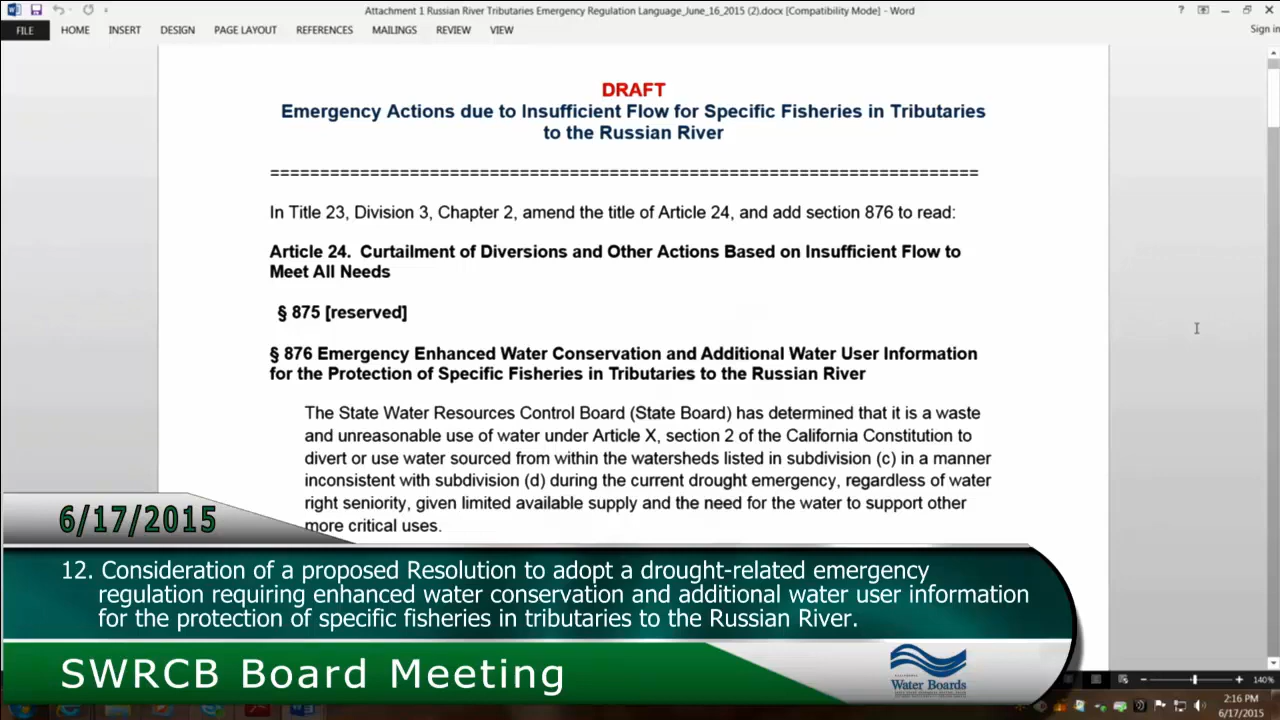 Attachment 1 Russian River Tributaries Emergency Regulation Language_June_16_2015 (2).docx [Compatibility Mode] - Word
Sign in
FILE HOME INSERT DESIGN PAGE LAYOUT REFERENCES MAILINGS REVIEW VIEW
DRAFT
Emergency Actions due to Insufficient Flow for Specific Fisheries in Tributaries
to the Russian River
=======================================================================
In Title 23, Division 3, Chapter 2, amend the title of Article 24, and add section 876 to read:
Article 24. Curtailment of Diversions and Other Actions Based on Insufficient Flow to
Meet All Needs
§ 875 [reserved]
§ 876 Emergency Enhanced Water Conservation and Additional Water User Information
for the Protection of Specific Fisheries in Tributaries to the Russian River
The State Water Resources Control Board (State Board) has determined that it is a waste
and unreasonable use of water under Article X, section 2 of the California Constitution to
divert or use water sourced from within the watersheds listed in subdivision (c) in a manner
inconsistent with subdivision (d) during the current drought emergency, regardless of water
right seniority, given limited available supply and the need for the water to support other
more critical uses.
6/17/2015
12. Consideration of a proposed Resolution to adopt a drought-related emergency
regulation requiring enhanced water conservation and additional water user information
for the protection of specific fisheries in tributaries to the Russian River.
SWRCB Board Meeting
Water Boards
140%
2:16 PM
6/17/2015